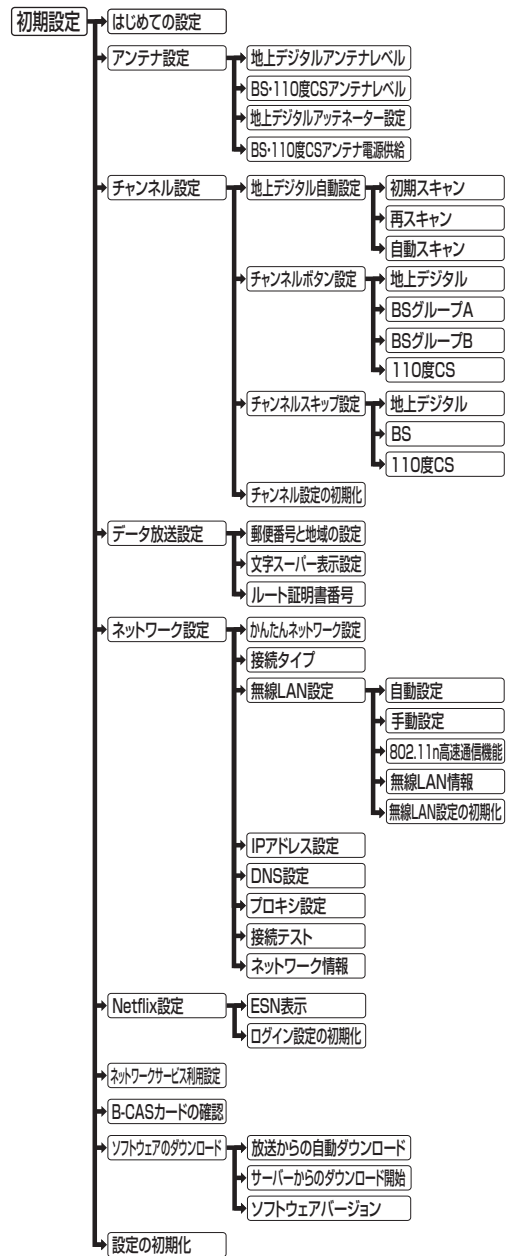 初期設定
はじめての設定
アンテナ設定
地上デジタルアンテナレベル
BS・110度CSアンテナレベル
地上デジタルアッテネーター設定
BS・110度CSアンテナ電源供給
チャンネル設定
地上デジタル自動設定
初期スキャン
再スキャン
自動スキャン
チャンネルボタン設定
地上デジタル
BSグループA
BSグループB
110度CS
チャンネルスキップ設定
地上デジタル
BS
110度CS
チャンネル設定の初期化
データ放送設定
郵便番号と地域の設定
文字スーパー表示設定
ルート証明書番号
ネットワーク設定
かんたんネットワーク設定
接続タイプ
無線LAN設定
自動設定
手動設定
802.11n高速通信機能
無線LAN情報
無線LAN設定の初期化
IPアドレス設定
DNS設定
プロキシ設定
接続テスト
ネットワーク情報
Netflix設定
ESN表示
ログイン設定の初期化
ネットワークサービス利用設定
B-CASカードの確認
ソフトウェアのダウンロード
放送からの自動ダウンロード
サーバーからのダウンロード開始
ソフトウェアバージョン
設定の初期化